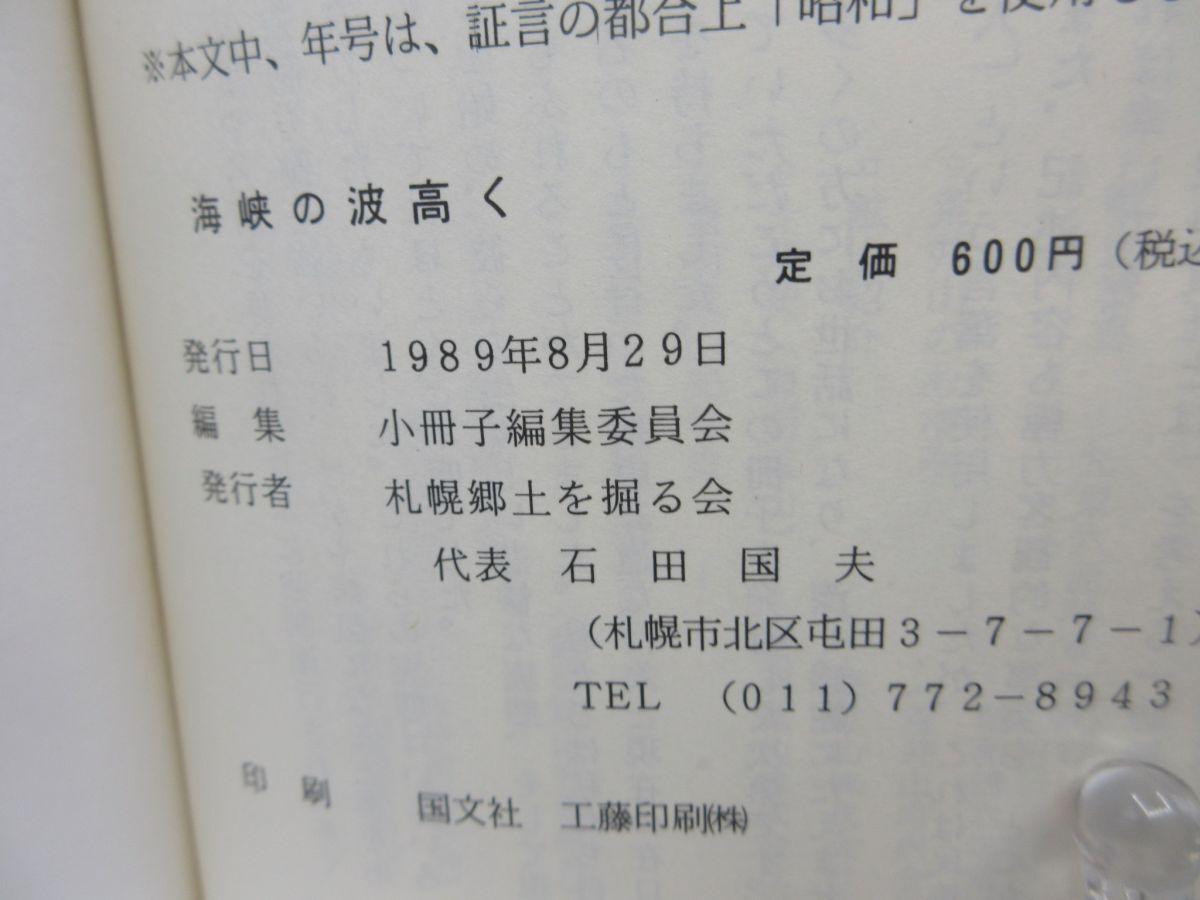 ※本文中、年号は、証言の都合上「昭和」を使用し
海峡の波高く
定　価　600円（税込
発行日　1989年8月29日
編　集　小冊子編集委員会
発行者　札幌郷土を掘る会
代表　石　田　国　夫
（札幌市北区屯田3－7－7－1）
TEL　（011）772－8943
印　刷　国文社　工藤印刷㈱